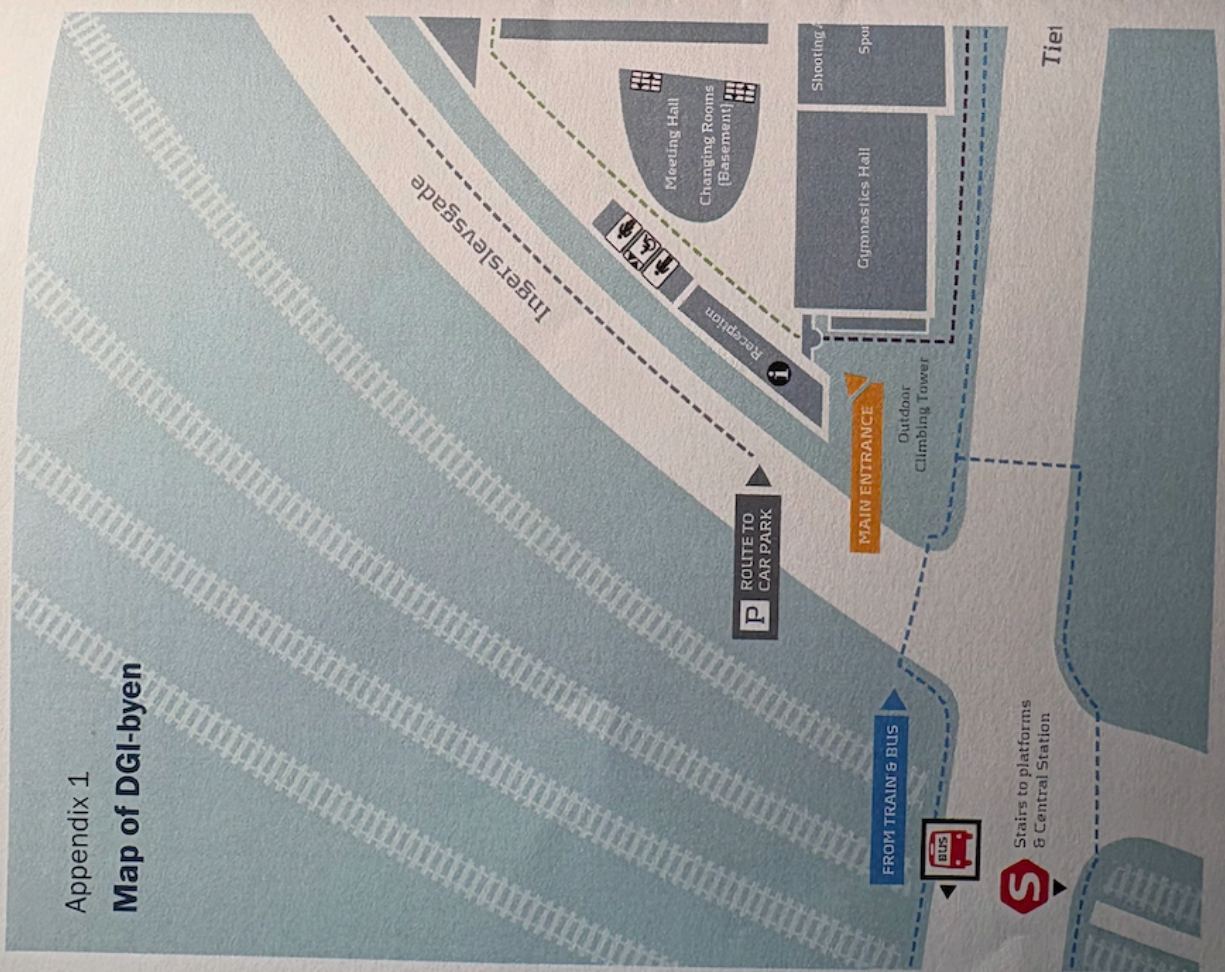 Appendix 1
Map of DGI-byen
Ingerslevsgade
Meeting Hall
Changing Rooms
(Basement)
Shooting
Gymnastics Hall
Reception
i
MAIN ENTRANCE
Outdoor
Climbing Tower
P
ROUTE TO
CAR PARK
FROM TRAIN & BUS
BUS
S
Stairs to platforms
& Central Station